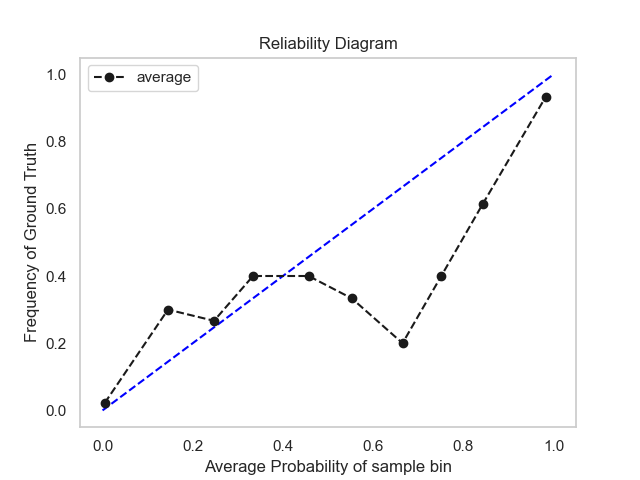 Reliability Diagram
average
1.0
0.8
0.6
0.4
0.2
0.0
Frequency of Ground Truth
0.0 0.2 0.4 0.6 0.8 1.0
Average Probability of sample bin